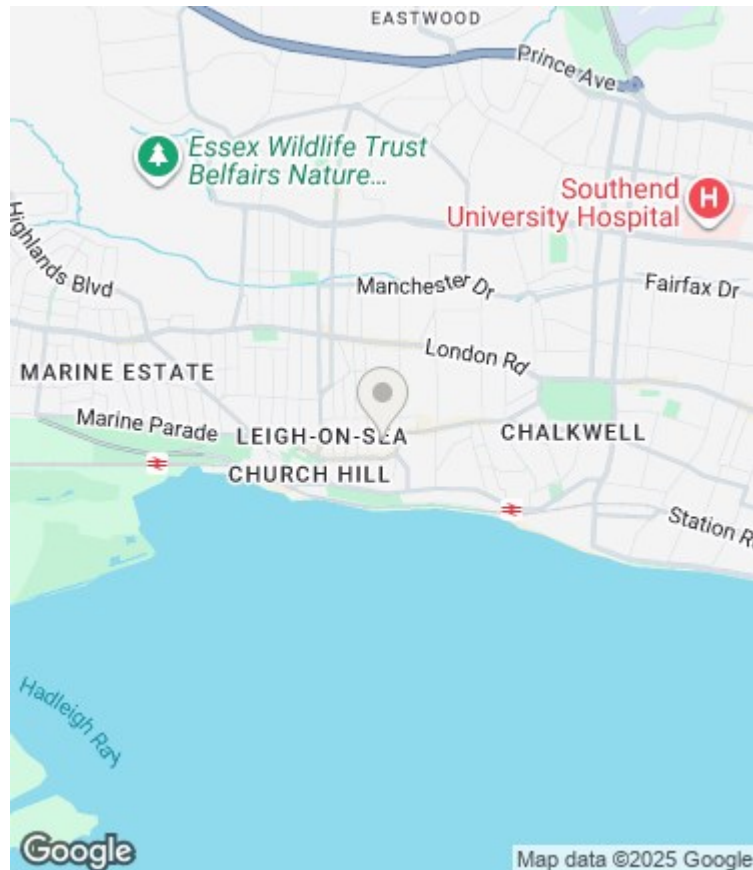 EASTWOOD
Prince Ave
Essex Wildlife Trust
Belfairs Nature...
Southend
University Hospital
H
Highlands Blvd
Manchester Dr
Fairfax Dr
London Rd
MARINE ESTATE
Marine Parade
LEIGH-ON-SEA
CHALKWELL
CHURCH HILL
Station R
Hadleigh Ray
Google
Map data ©2025 Google